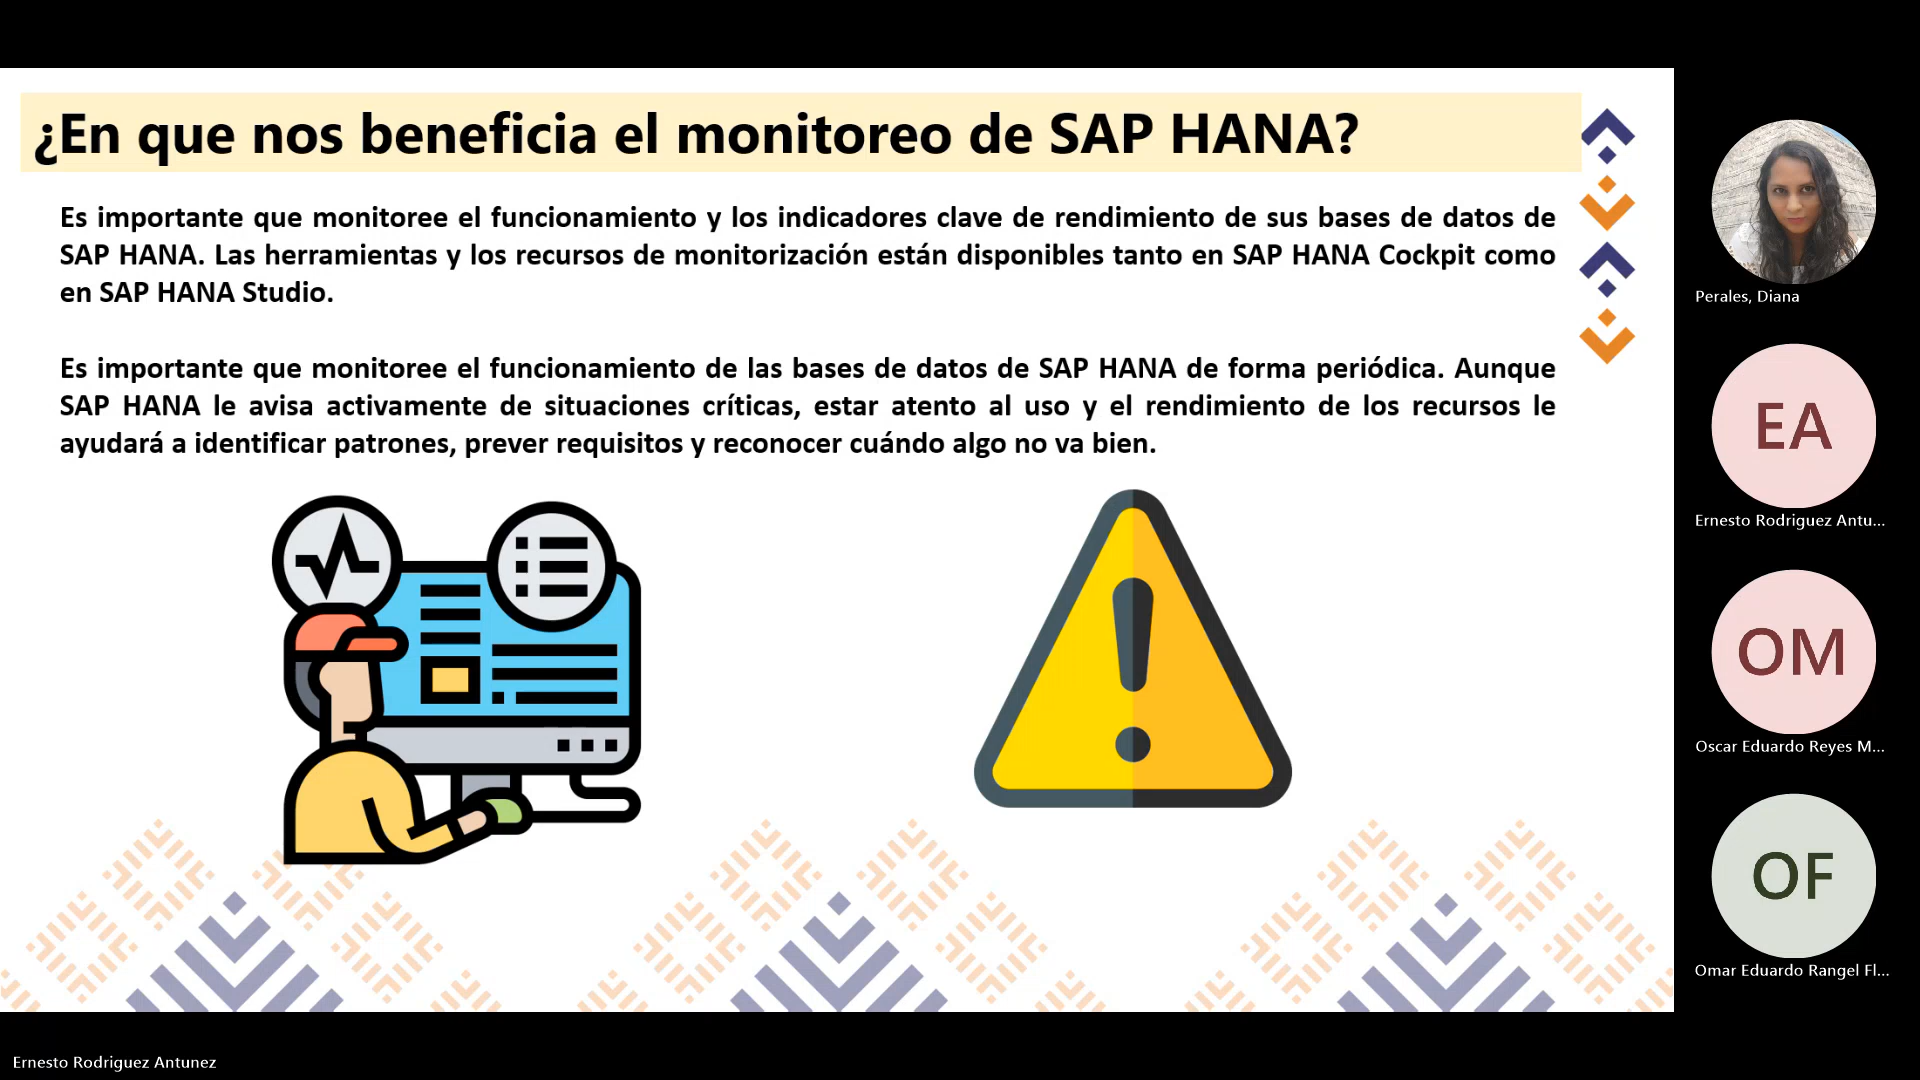 ¿En que nos beneficia el monitoreo de SAP HANA?
Es importante que monitoree el funcionamiento y los indicadores clave de rendimiento de sus bases de datos de
SAP HANA. Las herramientas y los recursos de monitorización están disponibles tanto en SAP HANA Cockpit como
en SAP HANA Studio.
Es importante que monitoree el funcionamiento de las bases de datos de SAP HANA de forma periódica. Aunque
SAP HANA le avisa activamente de situaciones críticas, estar atento al uso y el rendimiento de los recursos le
ayudará a identificar patrones, prever requisitos y reconocer cuándo algo no va bien.
Perales, Diana
EA
Ernesto Rodriguez Antu...
OM
Oscar Eduardo Reyes M...
OF
Omar Eduardo Rangel Fl...
Ernesto Rodriguez Antunez